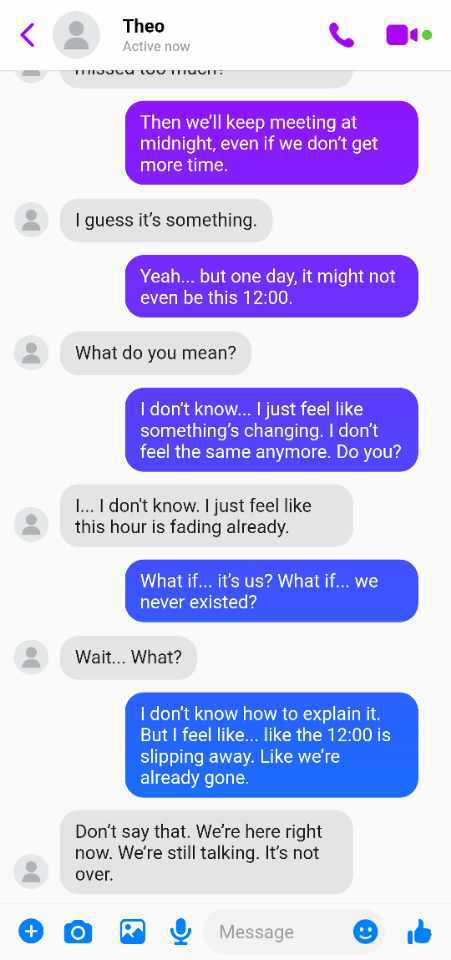 Theo
Active now
missed too much?
Then we’ll keep meeting at
midnight, even if we don’t get
more time.
I guess it’s something.
Yeah... but one day, it might not
even be this 12:00.
What do you mean?
I don’t know... I just feel like
something’s changing. I don’t
feel the same anymore. Do you?
I... I don't know. I just feel like
this hour is fading already.
What if... it’s us? What if... we
never existed?
Wait... What?
I don’t know how to explain it.
But I feel like... like the 12:00 is
slipping away. Like we’re
already gone.
Don’t say that. We’re here right
now. We’re still talking. It’s not
over.
Message